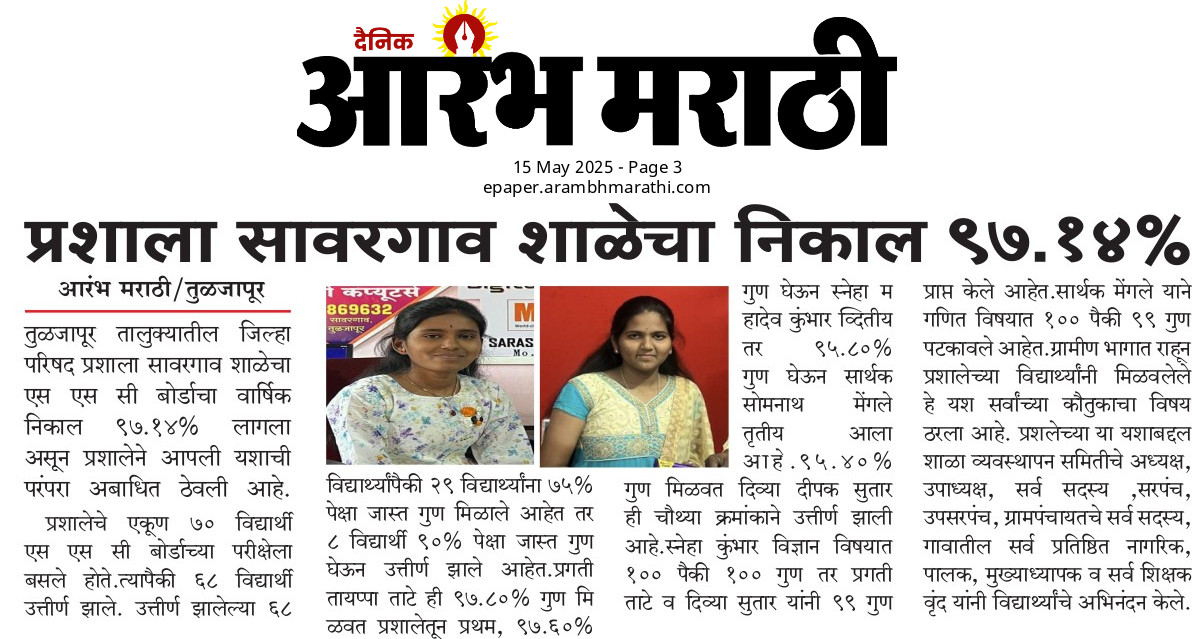 दैनिक
आरंभ मराठी
15 May 2025 - Page 3
epaper.arambhmarathi.com
प्रशाला सावरगाव शाळेचा निकाल ९७.१४%
आरंभ मराठी/तुळजापूर
तुळजापूर तालुक्यातील जिल्हा
परिषद प्रशाला सावरगाव शाळेचा
एस एस सी बोर्डाचा वार्षिक
निकाल ९७.१४% लागला
असून प्रशालेने आपली यशाची
परंपरा अबाधित ठेवली आहे.
प्रशालेचे एकूण ७० विद्यार्थी
एस एस सी बोर्डाच्या परीक्षेला
बसले होते.त्यापैकी ६८ विद्यार्थी
उत्तीर्ण झाले. उत्तीर्ण झालेल्या ६८
कप्यूटर्स
869632
सावरगाव,
तुळजापूर
M
SARAS
Mo.
विद्यार्थ्यांपैकी २९ विद्यार्थ्यांना ७५%
पेक्षा जास्त गुण मिळाले आहेत तर
८ विद्यार्थी ९०% पेक्षा जास्त गुण
घेऊन उत्तीर्ण झाले आहेत.प्रगती
तायप्पा ताटे ही ९७.८०% गुण मि
ळवत प्रशालेतून प्रथम, ९७.६०%
गुण घेऊन स्नेहा म
हादेव कुंभार व्दितीय
तर ९५.८०%
गुण घेऊन सार्थक
सोमनाथ मेंगले
तृतीय आला
आहे.९५.४०%
गुण मिळवत दिव्या दीपक सुतार
ही चौथ्या क्रमांकाने उत्तीर्ण झाली
आहे.स्नेहा कुंभार विज्ञान विषयात
१०० पैकी १०० गुण तर प्रगती
ताटे व दिव्या सुतार यांनी ९९ गुण
प्राप्त केले आहेत.सार्थक मेंगले याने
गणित विषयात १०० पैकी ९९ गुण
पटकावले आहेत.ग्रामीण भागात राहून
प्रशालेच्या विद्यार्थ्यांनी मिळवलेले
हे यश सर्वांच्या कौतुकाचा विषय
ठरला आहे. प्रशलेच्या या यशाबद्दल
शाळा व्यवस्थापन समितीचे अध्यक्ष,
उपाध्यक्ष, सर्व सदस्य ,सरपंच,
उपसरपंच, ग्रामपंचायतचे सर्व सदस्य,
गावातील सर्व प्रतिष्ठित नागरिक,
पालक, मुख्याध्यापक व सर्व शिक्षक
वृंद यांनी विद्यार्थ्यांचे अभिनंदन केले.